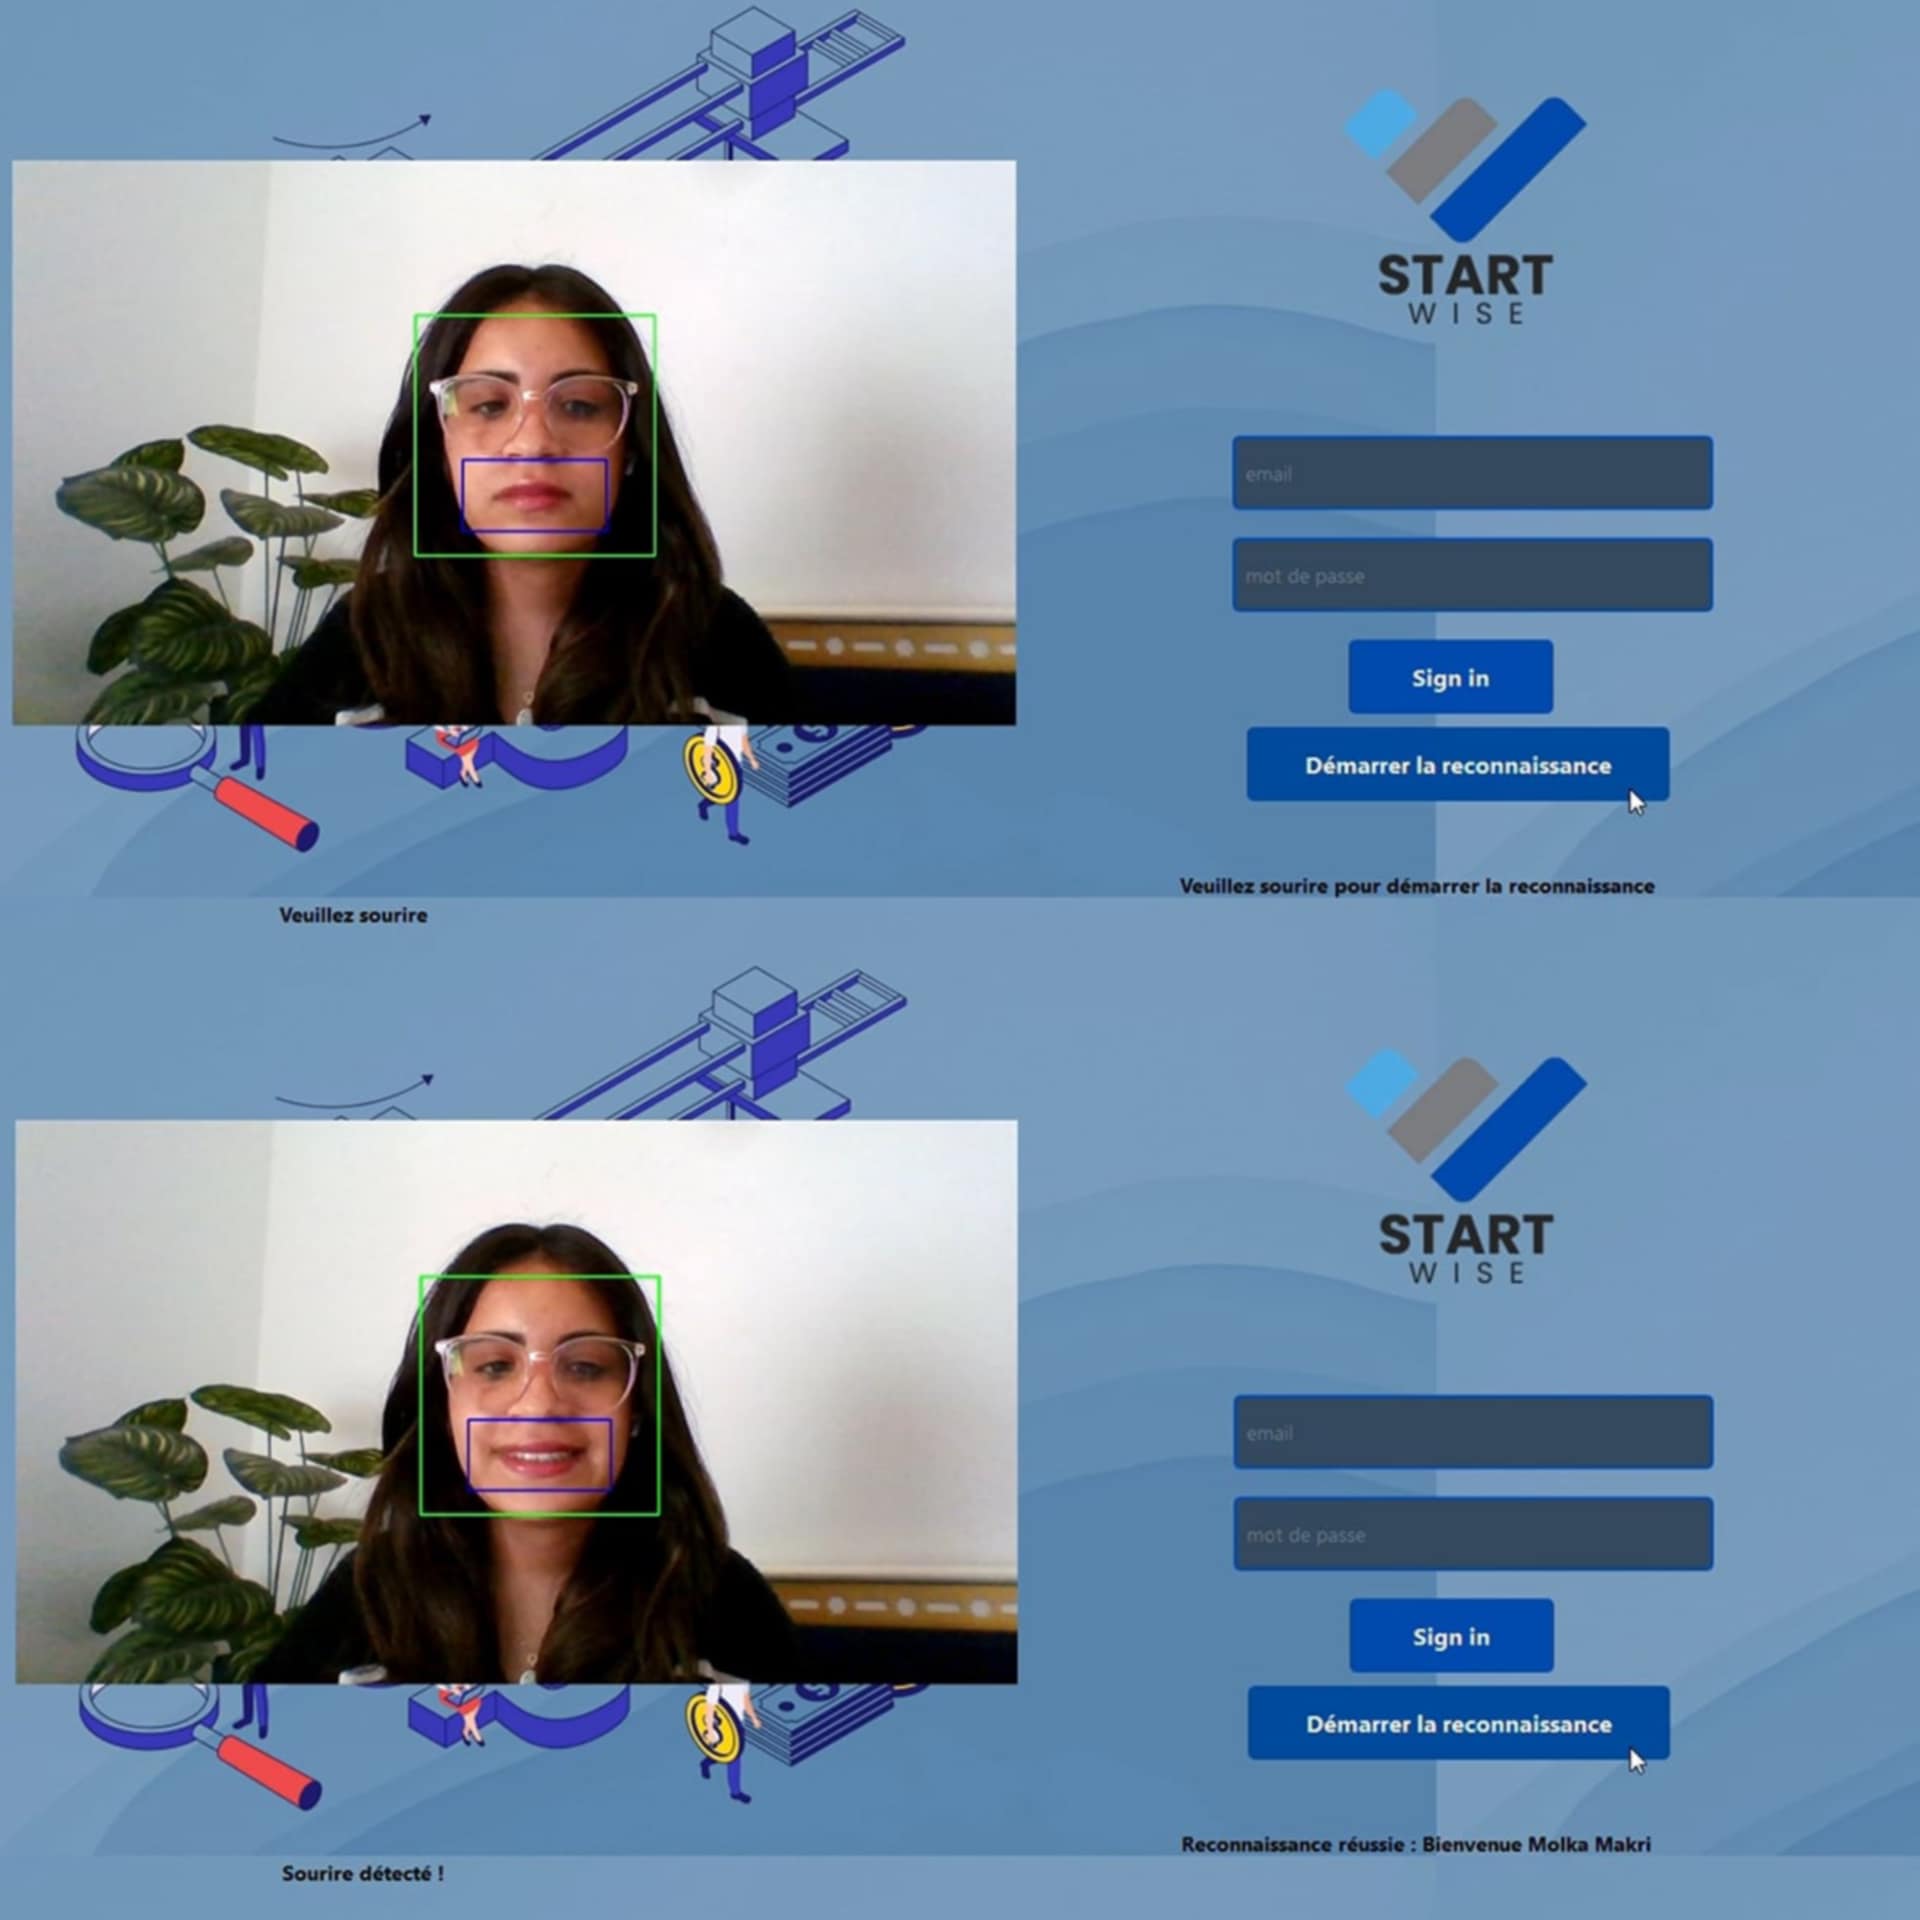 START
WISE
email
mot de passe
Sign in
Démarrer la reconnaissance
Veuillez sourire pour démarrer la reconnaissance
Veuillez sourire
START
WISE
email
mot de passe
Sign in
Démarrer la reconnaissance
Reconnaissance réussie : Bienvenue Molka Makri
Sourire détecté !